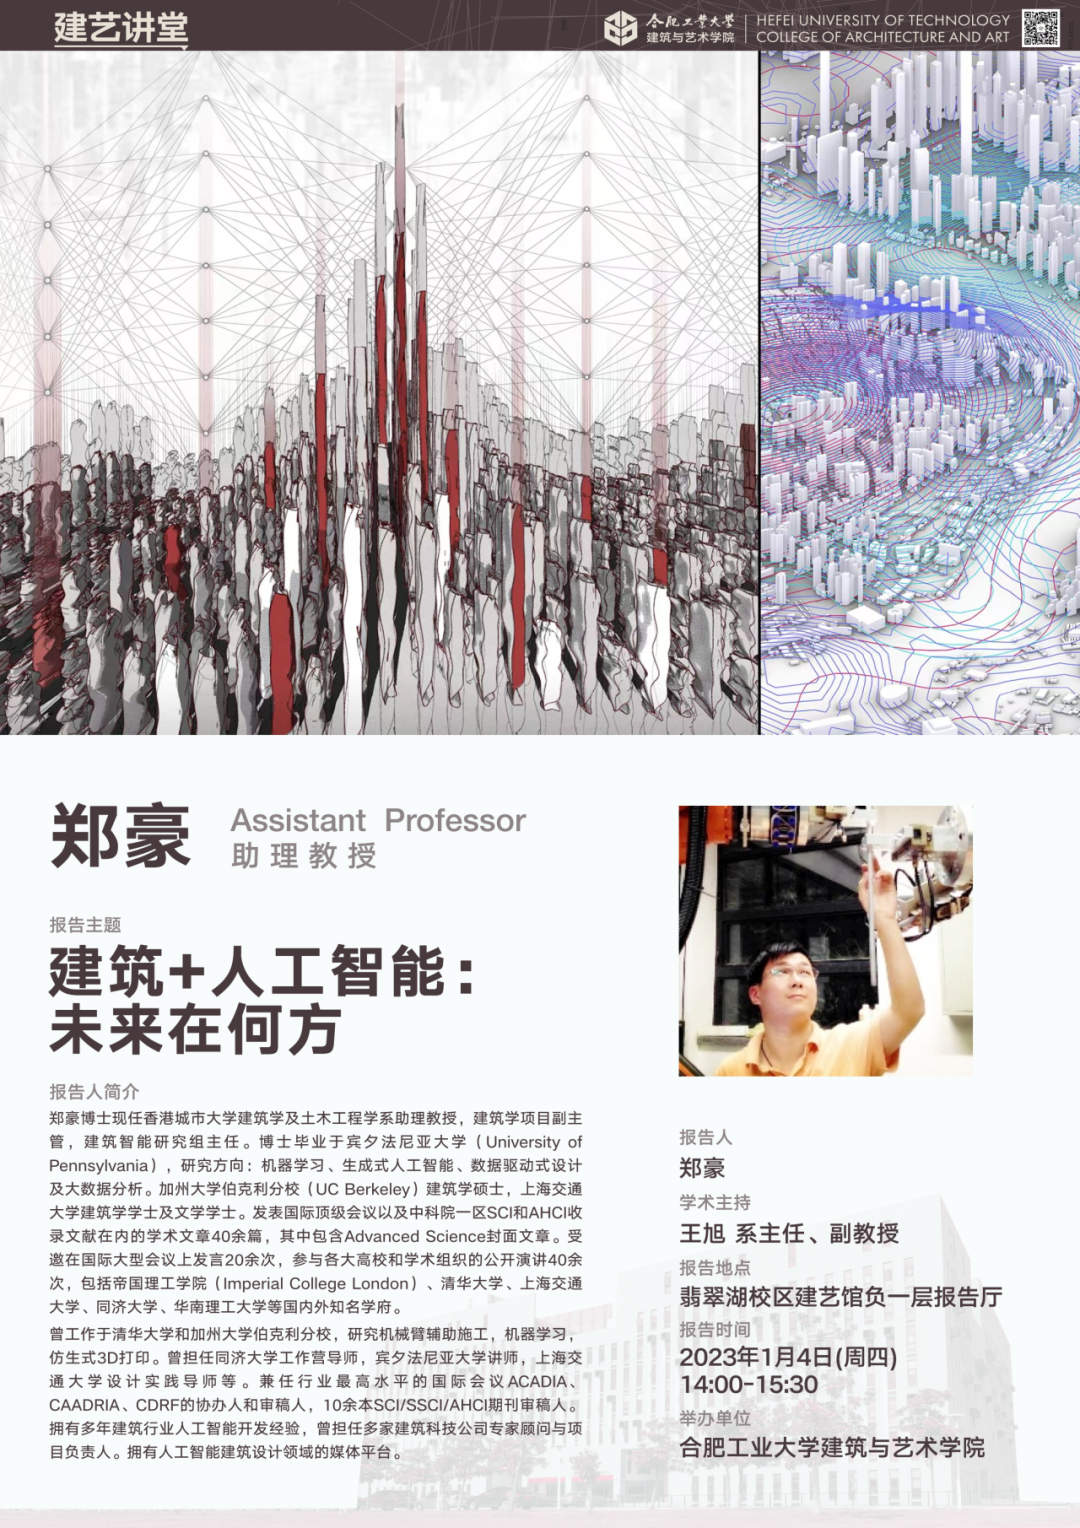 建艺讲堂
合肥工业大学
建筑与艺术学院
HEFEI UNIVERSITY OF TECHNOLOGY
COLLEGE OF ARCHITECTURE AND ART
郑豪
Assistant Professor
助理教授
报告主题
建筑+人工智能：
未来在何方
报告人简介
郑豪博士现任香港城市大学建筑学及土木工程学系助理教授，建筑学项目副主
管，建筑智能研究组主任。博士毕业于宾夕法尼亚大学（University of
Pennsylvania），研究方向：机器学习、生成式人工智能、数据驱动式设计
及大数据分析。加州大学伯克利分校（UC Berkeley）建筑学硕士，上海交通
大学建筑学学士及文学学士。发表国际顶级会议以及中科院一区SCI和AHCI收
录文献在内的学术文章40余篇，其中包含Advanced Science封面文章。受
邀在国际大型会议上发言20余次，参与各大高校和学术组织的公开演讲40余
次，包括帝国理工学院（Imperial College London）、清华大学、上海交通
大学、同济大学、华南理工大学等国内外知名学府。
曾工作于清华大学和加州大学伯克利分校，研究机械臂辅助施工，机器学习，
仿生式3D打印。曾担任同济大学工作营导师，宾夕法尼亚大学讲师，上海交
通大学设计实践导师等。兼任行业最高水平的国际会议ACADIA、
CAADRIA、CDRF的协办人和审稿人，10余本SCI/SSCI/AHCI期刊审稿人。
拥有多年建筑行业人工智能开发经验，曾担任多家建筑科技公司专家顾问与项
目负责人。拥有人工智能建筑设计领域的媒体平台。
报告人
郑豪
学术主持
王旭 系主任、副教授
报告地点
翡翠湖校区建艺馆负一层报告厅
报告时间
2023年1月4日(周四)
14:00-15:30
举办单位
合肥工业大学建筑与艺术学院